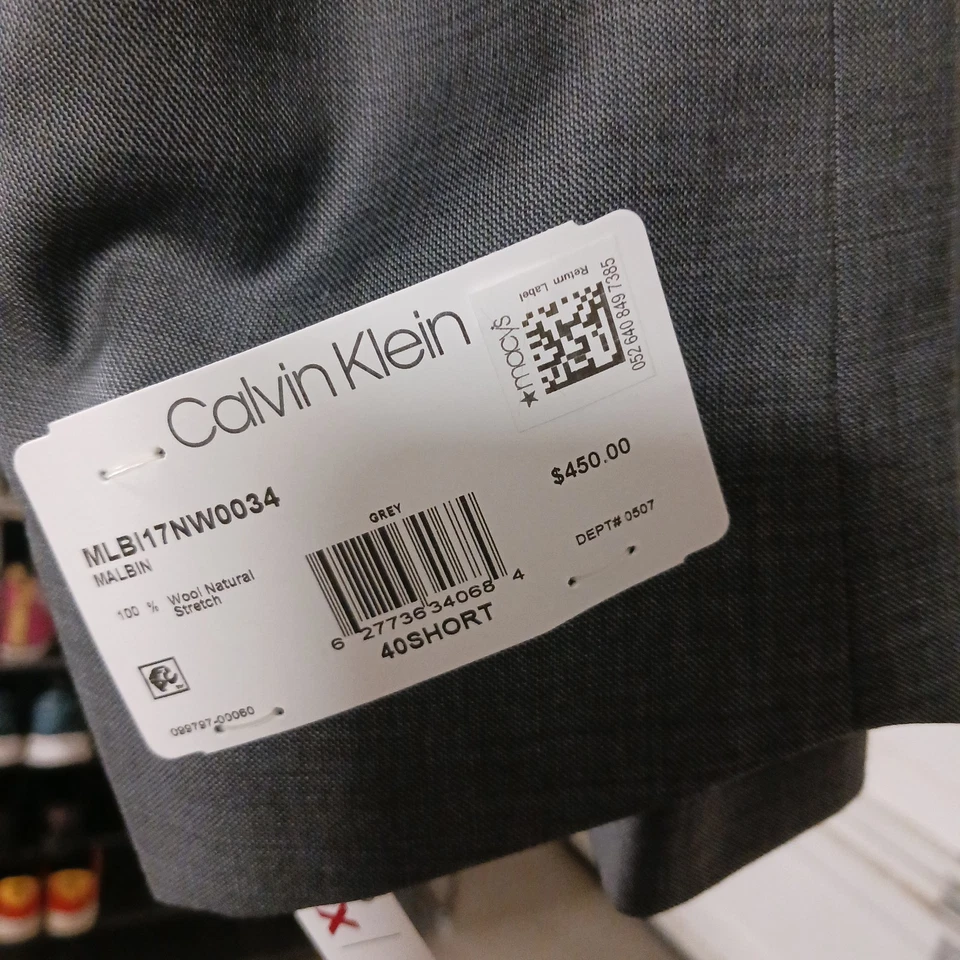 Calvin Klein
★macy's
Return Label
052 640 849 7385
$450.00
MLBI17NW0034
MALBIN
GREY
DEPT# 0507
100 % Wool Natural
Stretch
6 27736 34068 4
40SHORT
099797-00060